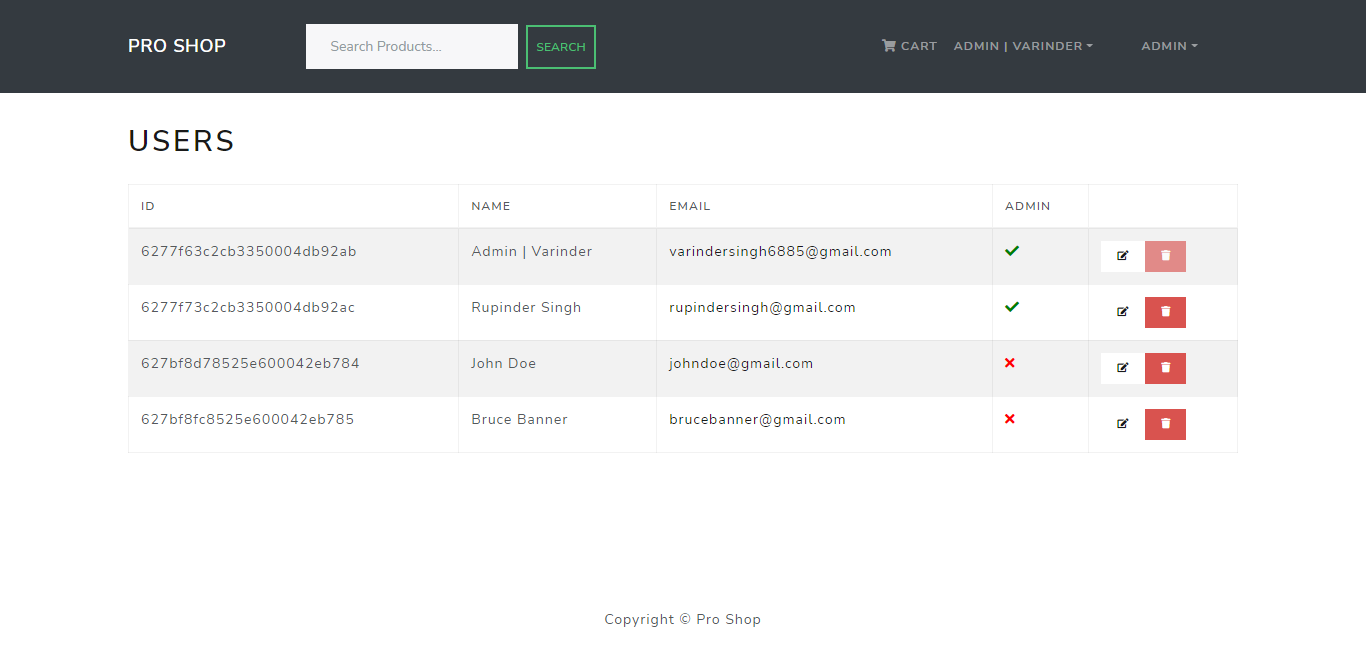 PRO SHOP Search Products... SEARCH CART ADMIN | VARINDER ADMIN
USERS
ID NAME EMAIL ADMIN
6277f63c2cb3350004db92ab Admin | Varinder varindersingh6885@gmail.com
6277f73c2cb3350004db92ac Rupinder Singh rupindersingh@gmail.com
627bf8d78525e600042eb784 John Doe johndoe@gmail.com
627bf8fc8525e600042eb785 Bruce Banner brucebanner@gmail.com
Copyright © Pro Shop